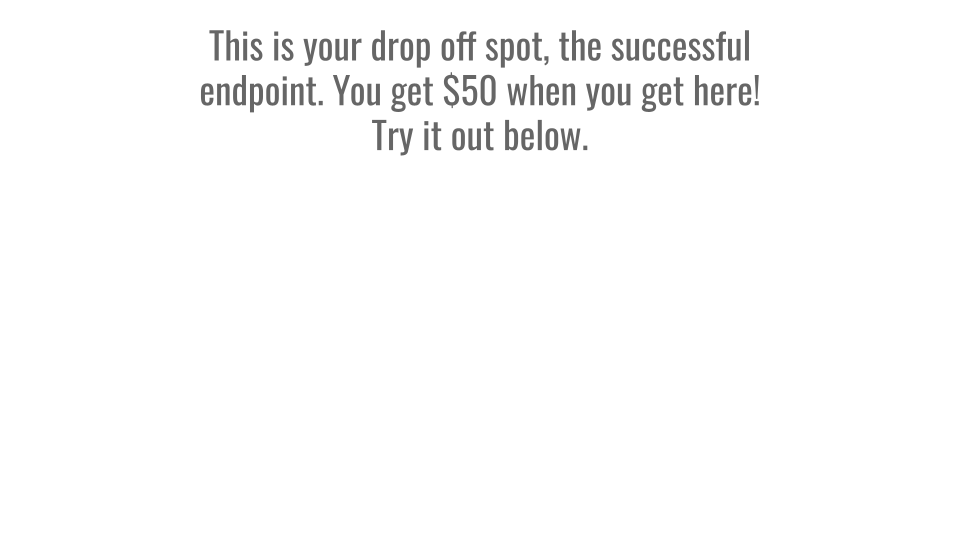 This is your drop off spot, the successful
endpoint. You get $50 when you get here!
Try it out below.